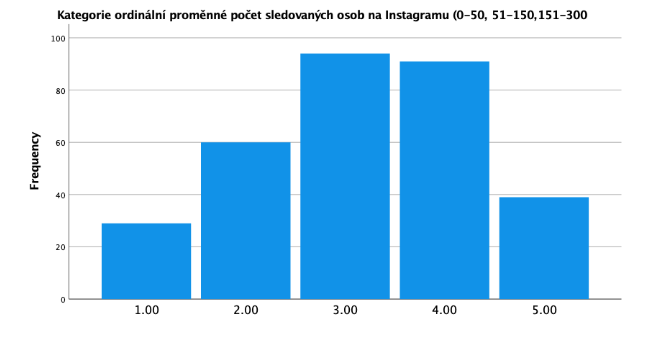 Kategorie ordinální proměnné počet sledovaných osob na Instagramu (0-50, 51-150,151-300
100
80
60
40
20
0
Frequency
1.00 2.00 3.00 4.00 5.00